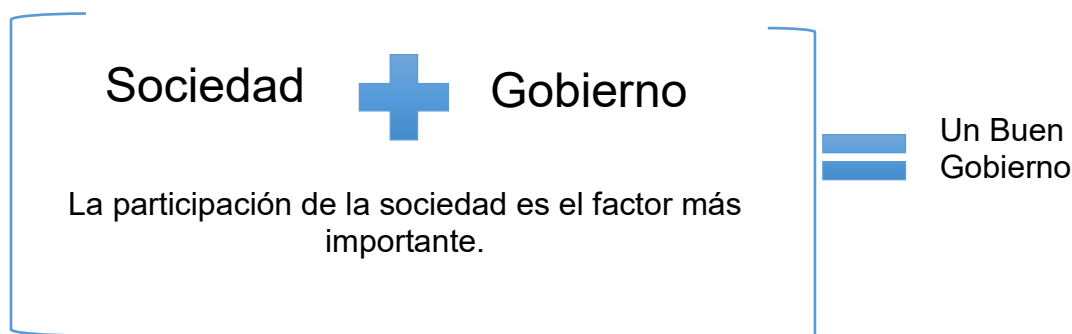 Sociedad
Gobierno
La participación de la sociedad es el factor más
importante.
Un Buen
Gobierno